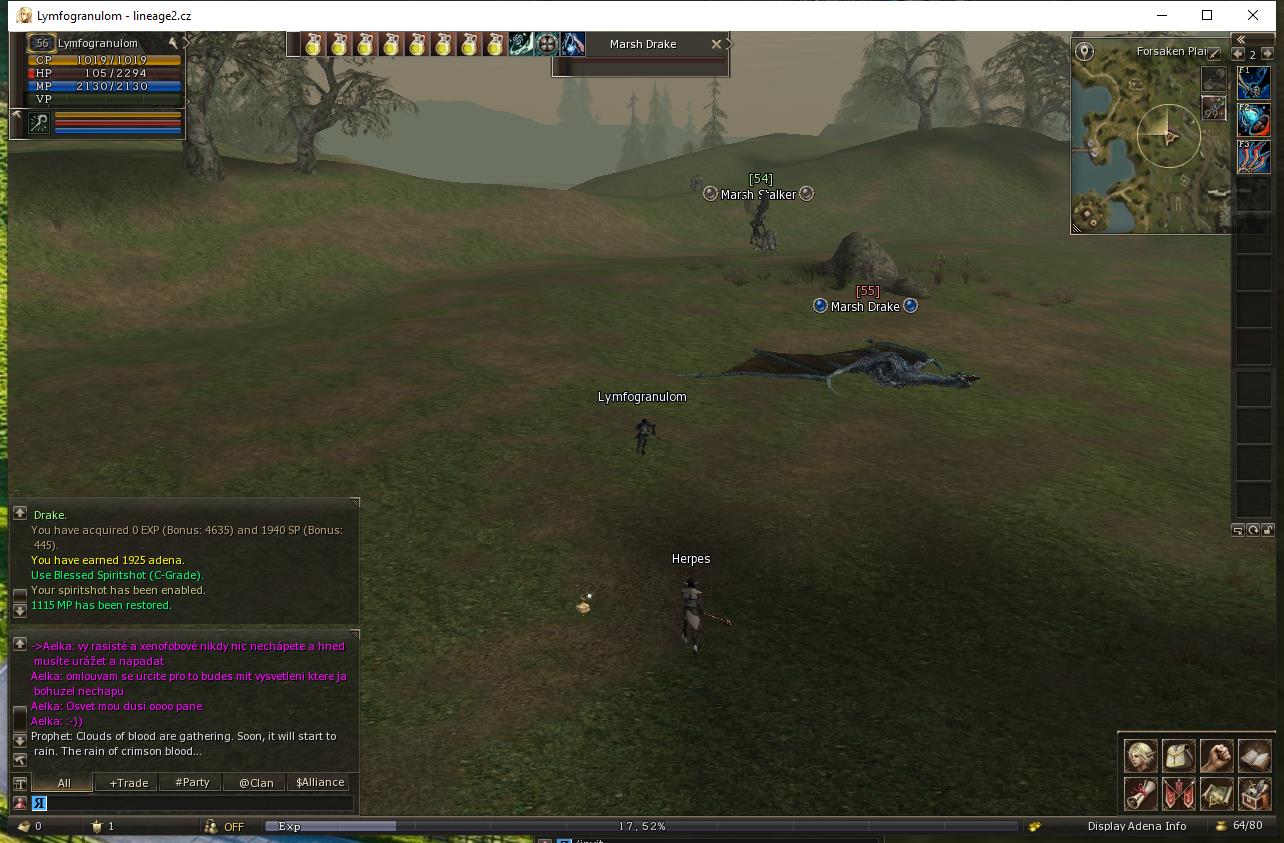 Lymfogranulom - lineage2.cz
56 Lymfogranulom
CP 1019/1019
HP 105/2294
MP 2130/2130
VP
Marsh Drake
Forsaken Plai
2
F1
F2
F3
99+
[54]
Marsh Stalker
[55]
Marsh Drake
Lymfogranulom
Herpes
Drake.
You have acquired 0 EXP (Bonus: 4635) and 1940 SP (Bonus:
445).
You have earned 1925 adena.
Use Blessed Spiritshot (C-Grade).
Your spiritshot has been enabled.
1115 MP has been restored.
->Aelka: vy rasisté a xenofobové nikdy nic nechápete a hned
musíte urážet a napadat
Aelka: omlouvam se urcite pro to budes mit vysvetleni ktere ja
bohuzel nechapu
Aelka: Osvet mou dusi oooo pane
Aelka: :-))
Prophet: Clouds of blood are gathering. Soon, it will start to
rain. The rain of crimson blood...
All +Trade #Party @Clan $Alliance
Я
0 1 OFF Exp 17,52% Display Adena Info 64/80